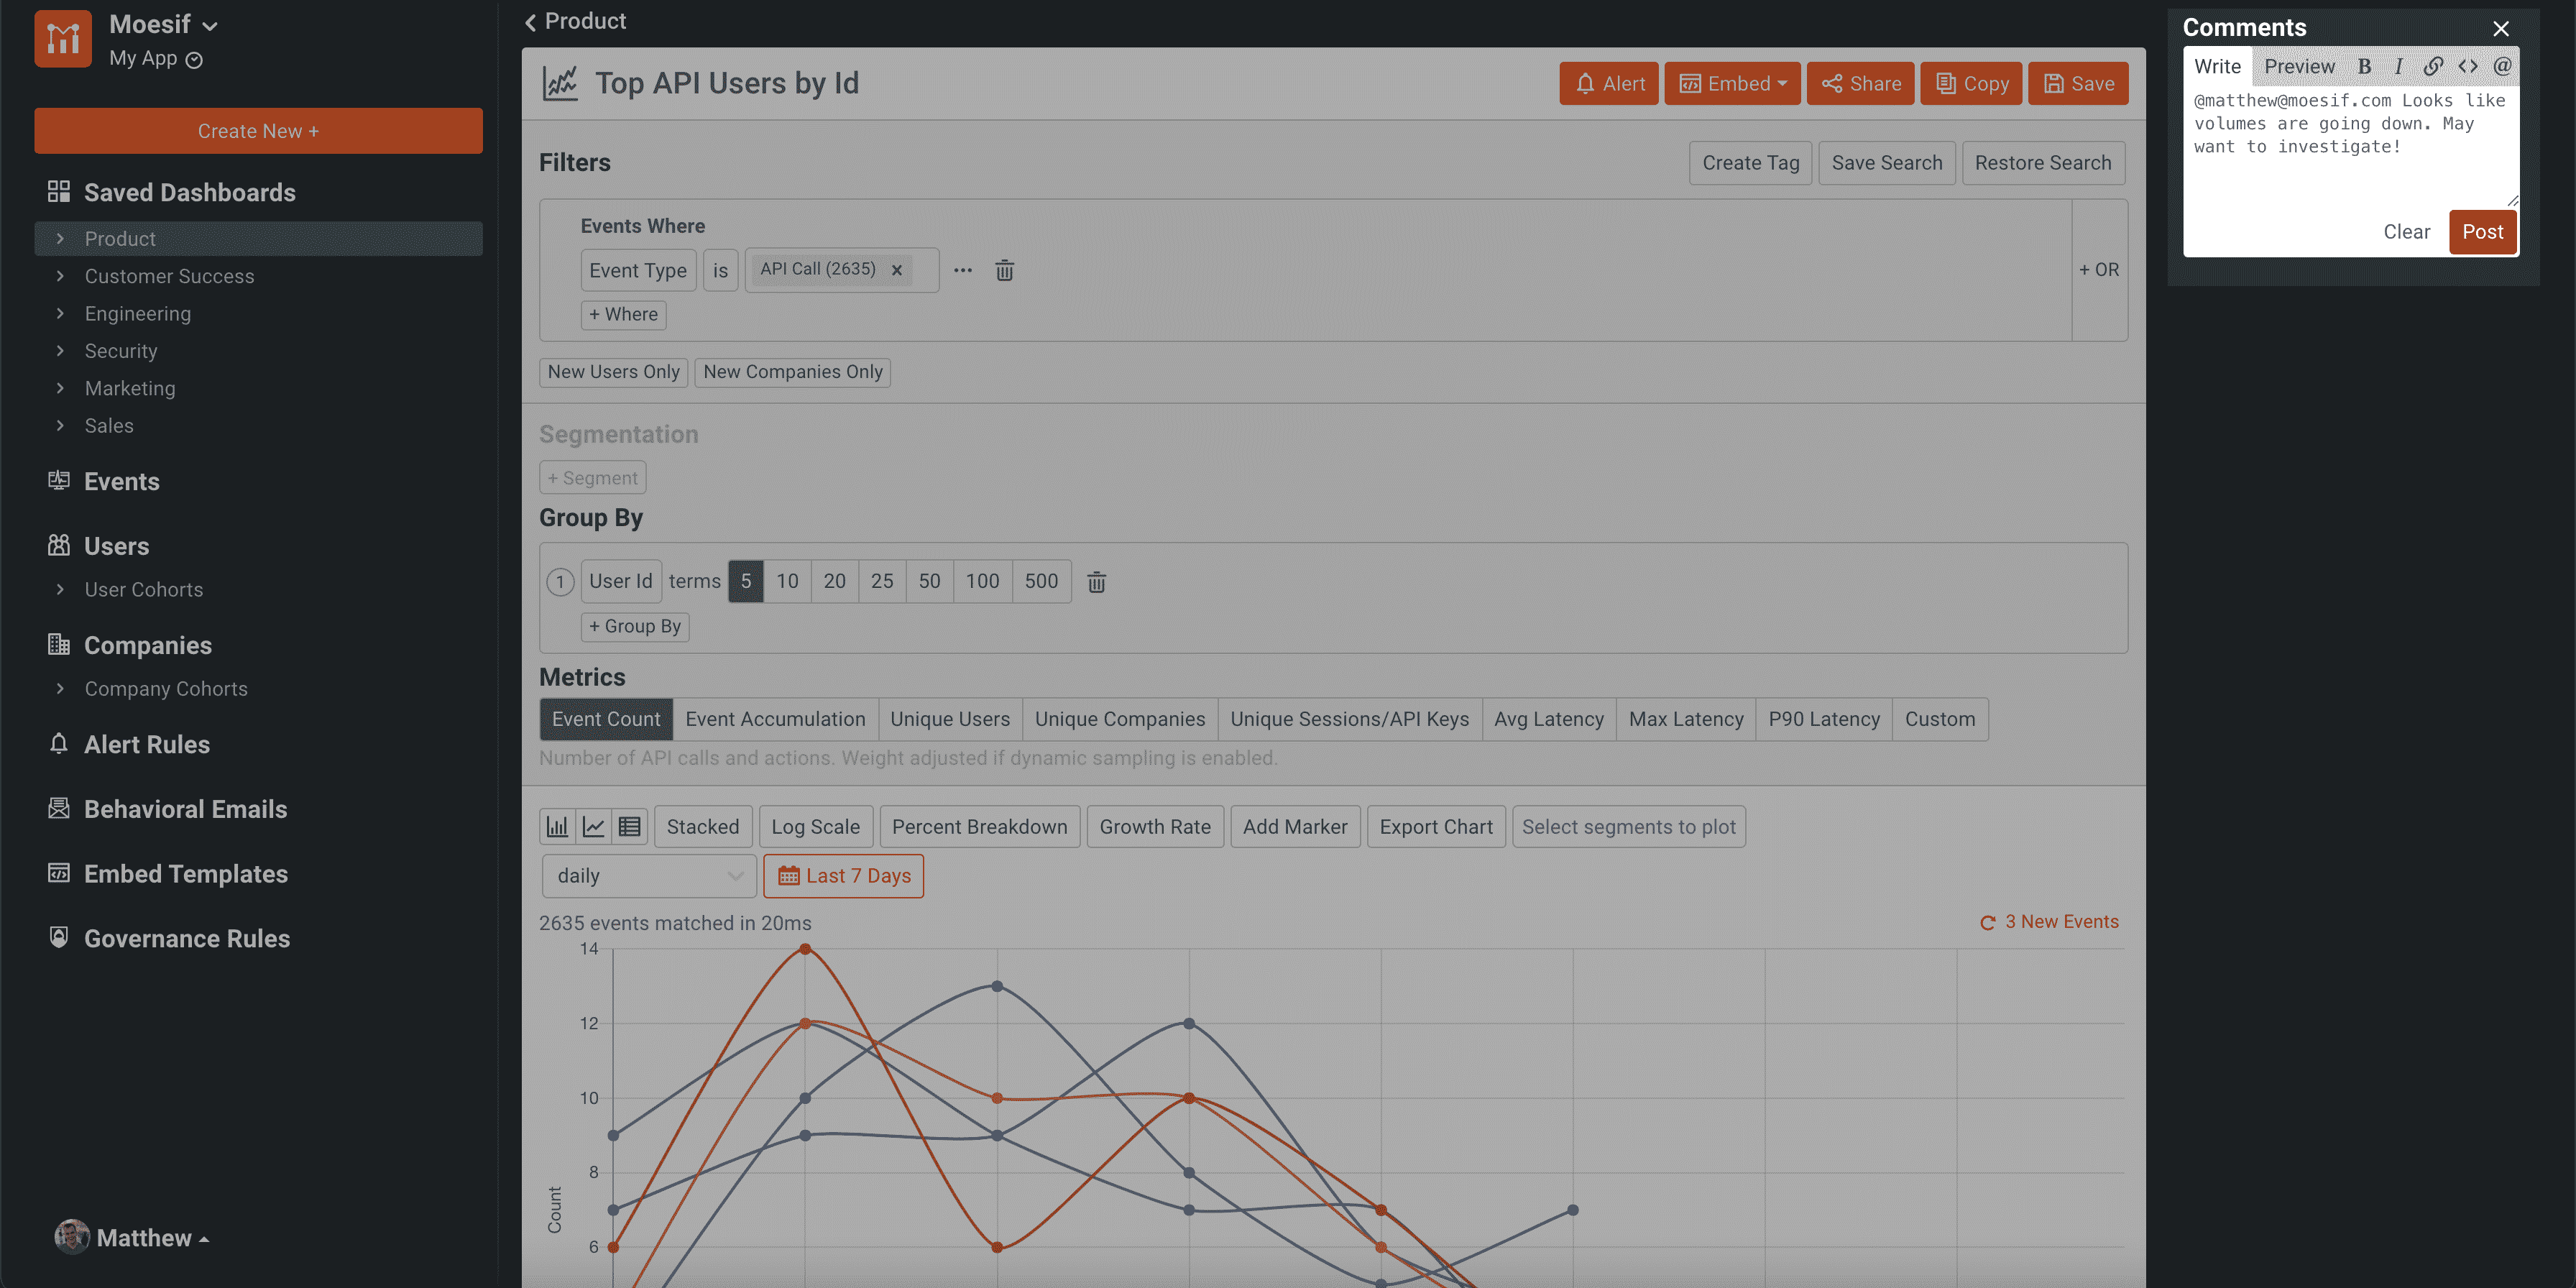 Moesif
My App
Create New +
Saved Dashboards
Product
Customer Success
Engineering
Security
Marketing
Sales
Events
Users
User Cohorts
Companies
Company Cohorts
Alert Rules
Behavioral Emails
Embed Templates
Governance Rules
Matthew
Product
Top API Users by Id
Alert Embed Share Copy Save
Filters
Create Tag Save Search Restore Search
Events Where
Event Type is API Call (2635) x
+ OR
+ Where
New Users Only New Companies Only
Segmentation
+ Segment
Group By
1 User Id terms 5 10 20 25 50 100 500
+ Group By
Metrics
Event Count Event Accumulation Unique Users Unique Companies Unique Sessions/API Keys Avg Latency Max Latency P90 Latency Custom
Number of API calls and actions. Weight adjusted if dynamic sampling is enabled.
Stacked Log Scale Percent Breakdown Growth Rate Add Marker Export Chart Select segments to plot
daily Last 7 Days
2635 events matched in 20ms
3 New Events
14
12
10
8
6
Count
Comments
Write Preview B I <> @
@matthew@moesif.com Looks like
volumes are going down. May
want to investigate!
Clear Post